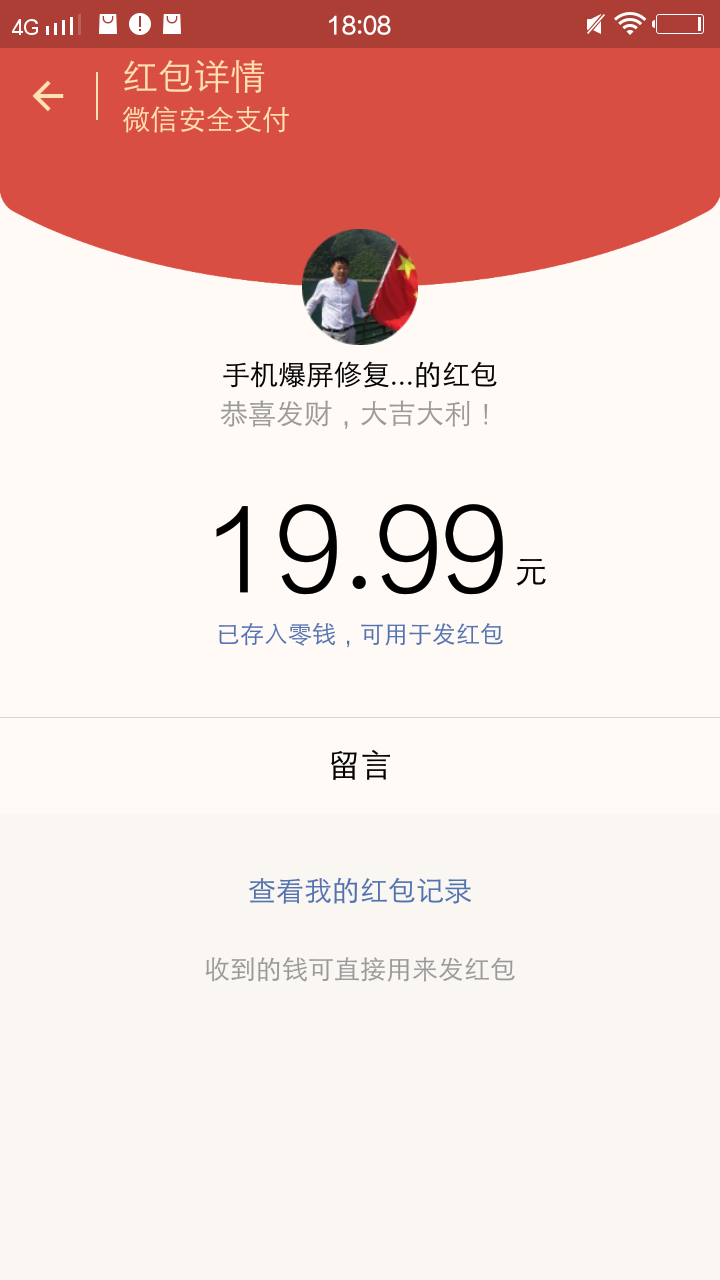 4G 18:08
红包详情
微信安全支付
手机爆屏修复...的红包
恭喜发财，大吉大利！
19.99元
已存入零钱，可用于发红包
留言
查看我的红包记录
收到的钱可直接用来发红包